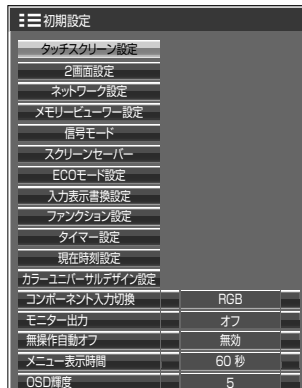 初期設定
タッチスクリーン設定
2画面設定
ネットワーク設定
メモリービューワー設定
信号モード
スクリーンセーバー
ECOモード設定
入力表示書換設定
ファンクション設定
タイマー設定
現在時刻設定
カラーユニバーサルデザイン設定
コンポーネント入力切換 RGB
モニター出力 オフ
無操作自動オフ 無効
メニュー表示時間 60 秒
OSD輝度 5